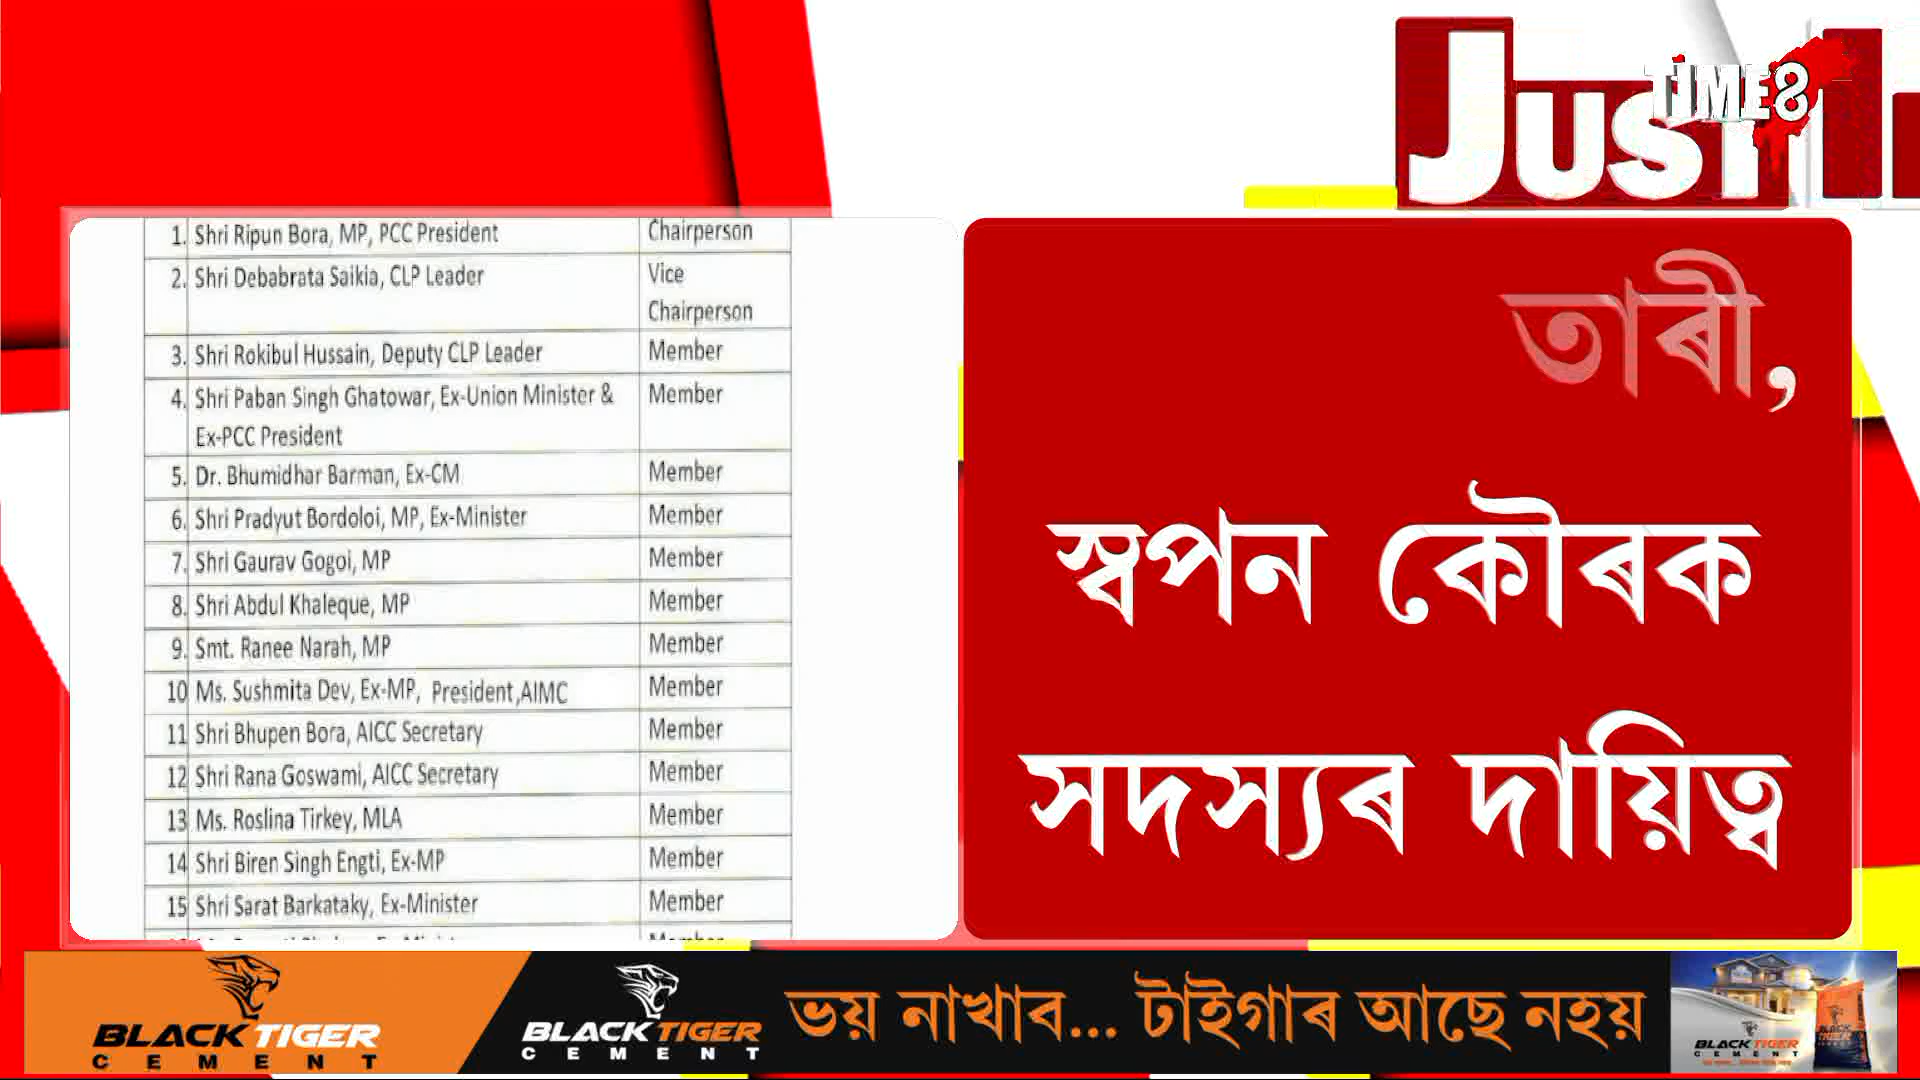 JUST
TIME8
1. Shri Ripun Bora, MP, PCC President Chairperson
2. Shri Debabrata Saikia, CLP Leader Vice
Chairperson
3. Shri Rokibul Hussain, Deputy CLP Leader Member
4. Shri Paban Singh Ghatowar, Ex-Union Minister & Member
Ex-PCC President
5. Dr. Bhumidhar Barman, Ex-CM Member
6. Shri Pradyut Bordoloi, MP, Ex-Minister Member
7. Shri Gaurav Gogoi, MP Member
8. Shri Abdul Khaleque, MP Member
9. Smt. Ranee Narah, MP Member
10 Ms. Sushmita Dev, Ex-MP, President,AIMC Member
11 Shri Bhupen Bora, AICC Secretary Member
12 Shri Rana Goswami, AICC Secretary Member
13 Ms. Roslina Tirkey, MLA Member
14 Shri Biren Singh Engti, Ex-MP Member
15 Shri Sarat Barkataky, Ex-Minister Member
তাৰী,
স্বপন কৌৰক
সদস্যৰ দায়িত্ব
BLACK TIGER
CEMENT
BLACK TIGER
CEMENT
ভয় নাখাব... টাইগাৰ আছে নহয়
BLACK TIGER
CEMENT